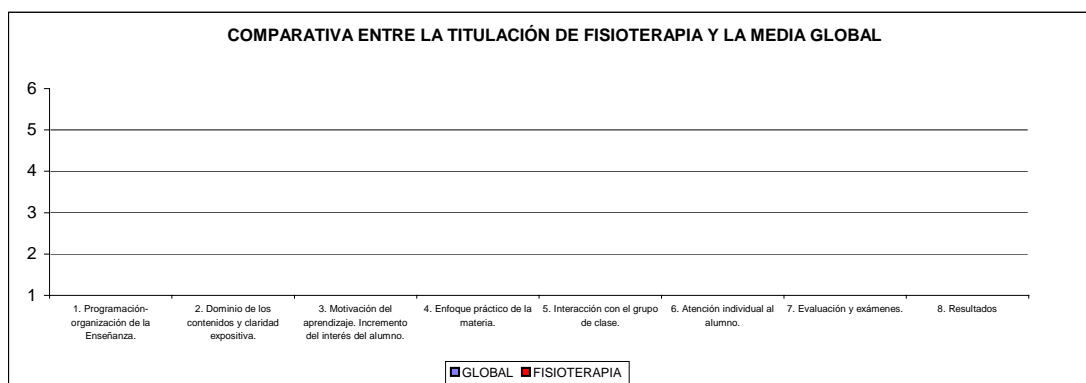 COMPARATIVA ENTRE LA TITULACIÓN DE FISIOTERAPIA Y LA MEDIA GLOBAL
6
5
4
3
2
1
1. Programación-
organización de la
Enseñanza.
2. Dominio de los
contenidos y claridad
expositiva.
3. Motivación del
aprendizaje. Incremento
del interés del alumno.
4. Enfoque práctico de la
materia.
5. Interacción con el grupo
de clase.
6. Atención individual al
alumno.
7. Evaluación y exámenes.
8. Resultados
GLOBAL
FISIOTERAPIA